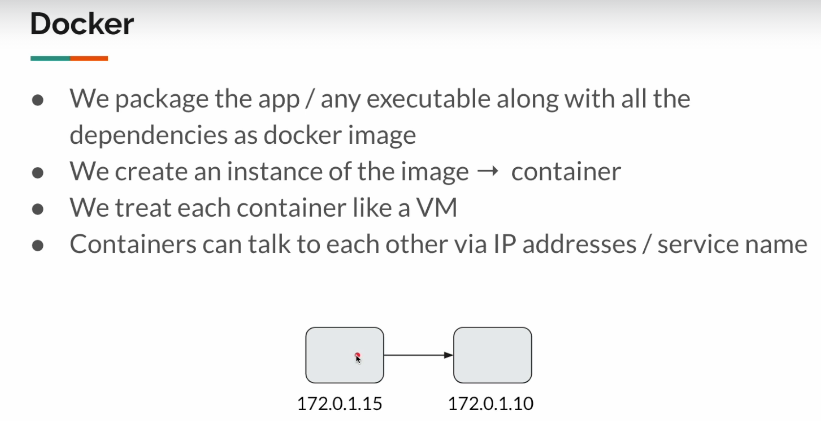 Docker
● We package the app / any executable along with all the
dependencies as docker image
● We create an instance of the image → container
● We treat each container like a VM
● Containers can talk to each other via IP addresses / service name
172.0.1.15 172.0.1.10